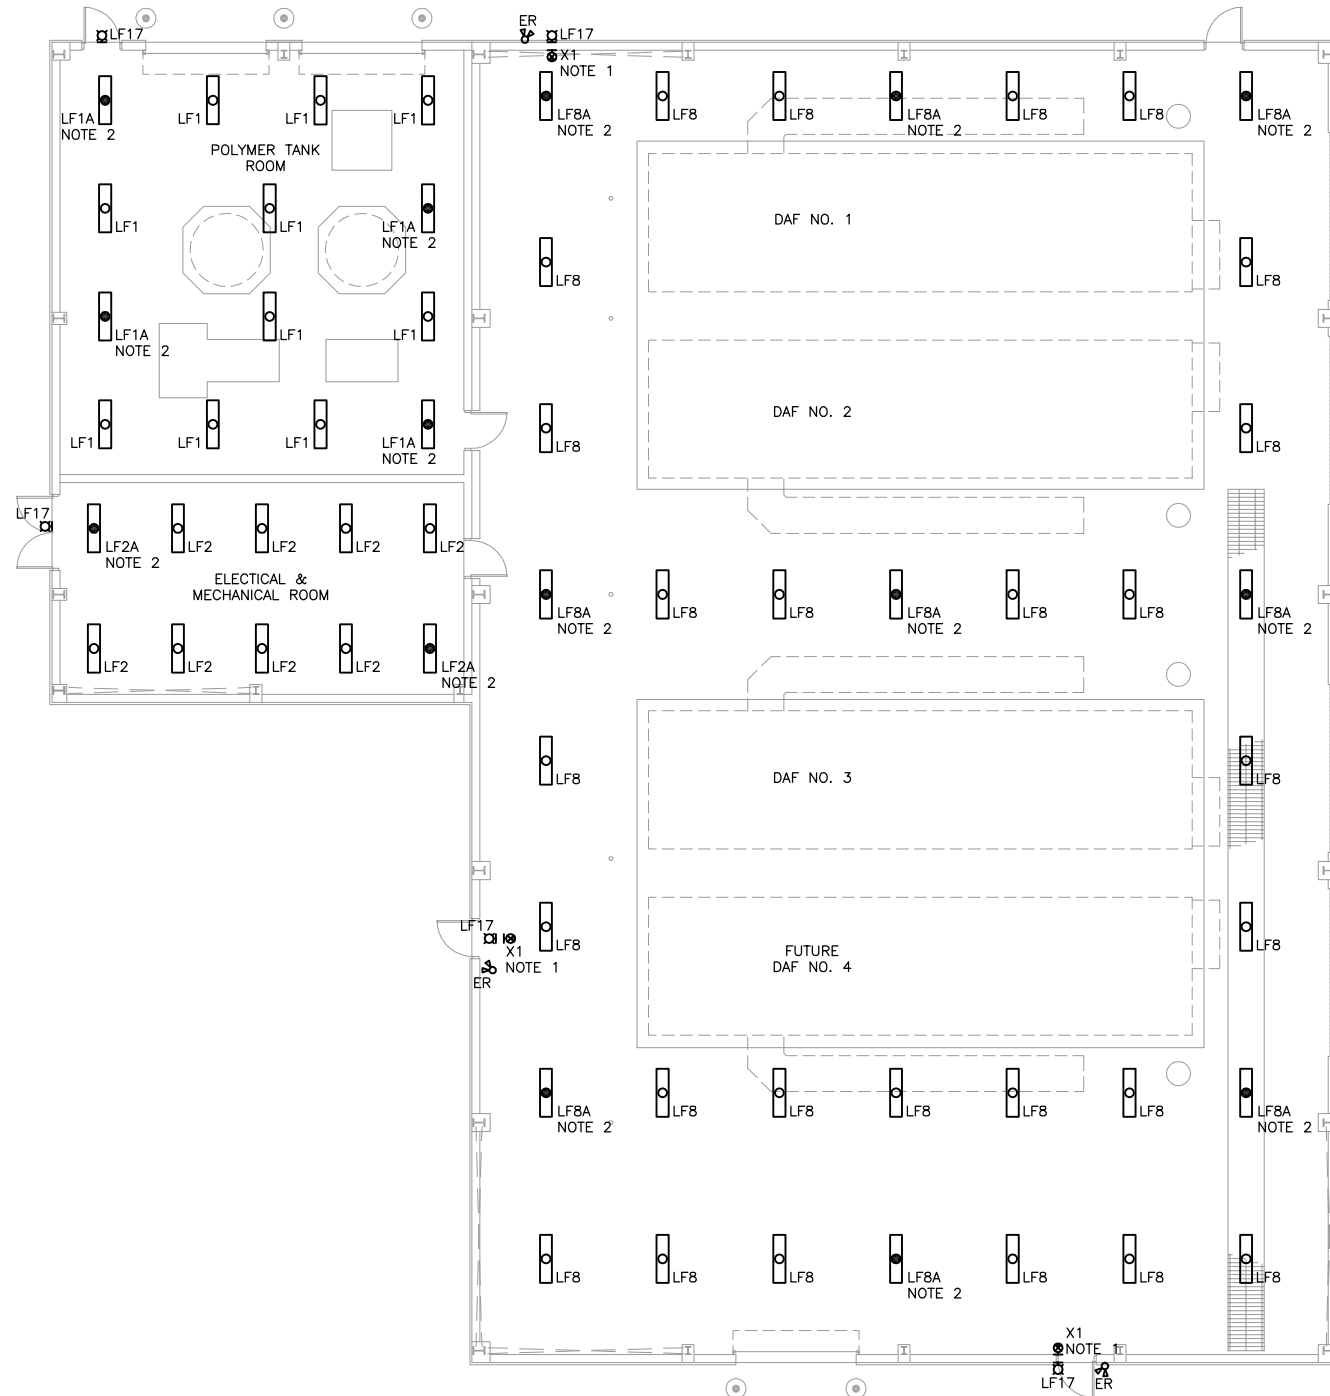 LF17
ER
LF17
X1
NOTE 1
LF1A
NOTE 2
LF1
LF1
LF1
LF8A
NOTE 2
LF8
LF8
LF8A
NOTE 2
LF8
LF8
LF8A
NOTE 2
POLYMER TANK
ROOM
LF1
LF1
LF1A
NOTE 2
DAF NO. 1
LF8
LF8
LF1A
NOTE 2
LF1
LF1
LF1
LF1
LF1
LF1A
NOTE 2
LF8
DAF NO. 2
LF8
LF17
LF2A
NOTE 2
LF2
LF2
LF2
LF2
ELECTICAL &
MECHANICAL ROOM
LF8A
NOTE 2
LF8
LF8
LF8A
NOTE 2
LF8
LF8
LF8A
NOTE 2
LF2
LF2
LF2
LF2
LF2A
NOTE 2
LF8
DAF NO. 3
LF8
LF17
X1
NOTE 1
ER
LF8
FUTURE
DAF NO. 4
LF8
LF8A
NOTE 2
LF8
LF8
LF8
LF8
LF8
LF8A
NOTE 2
LF8
LF8
LF8
LF8A
NOTE 2
LF8
LF8
LF8
X1
NOTE 1
LF17
ER